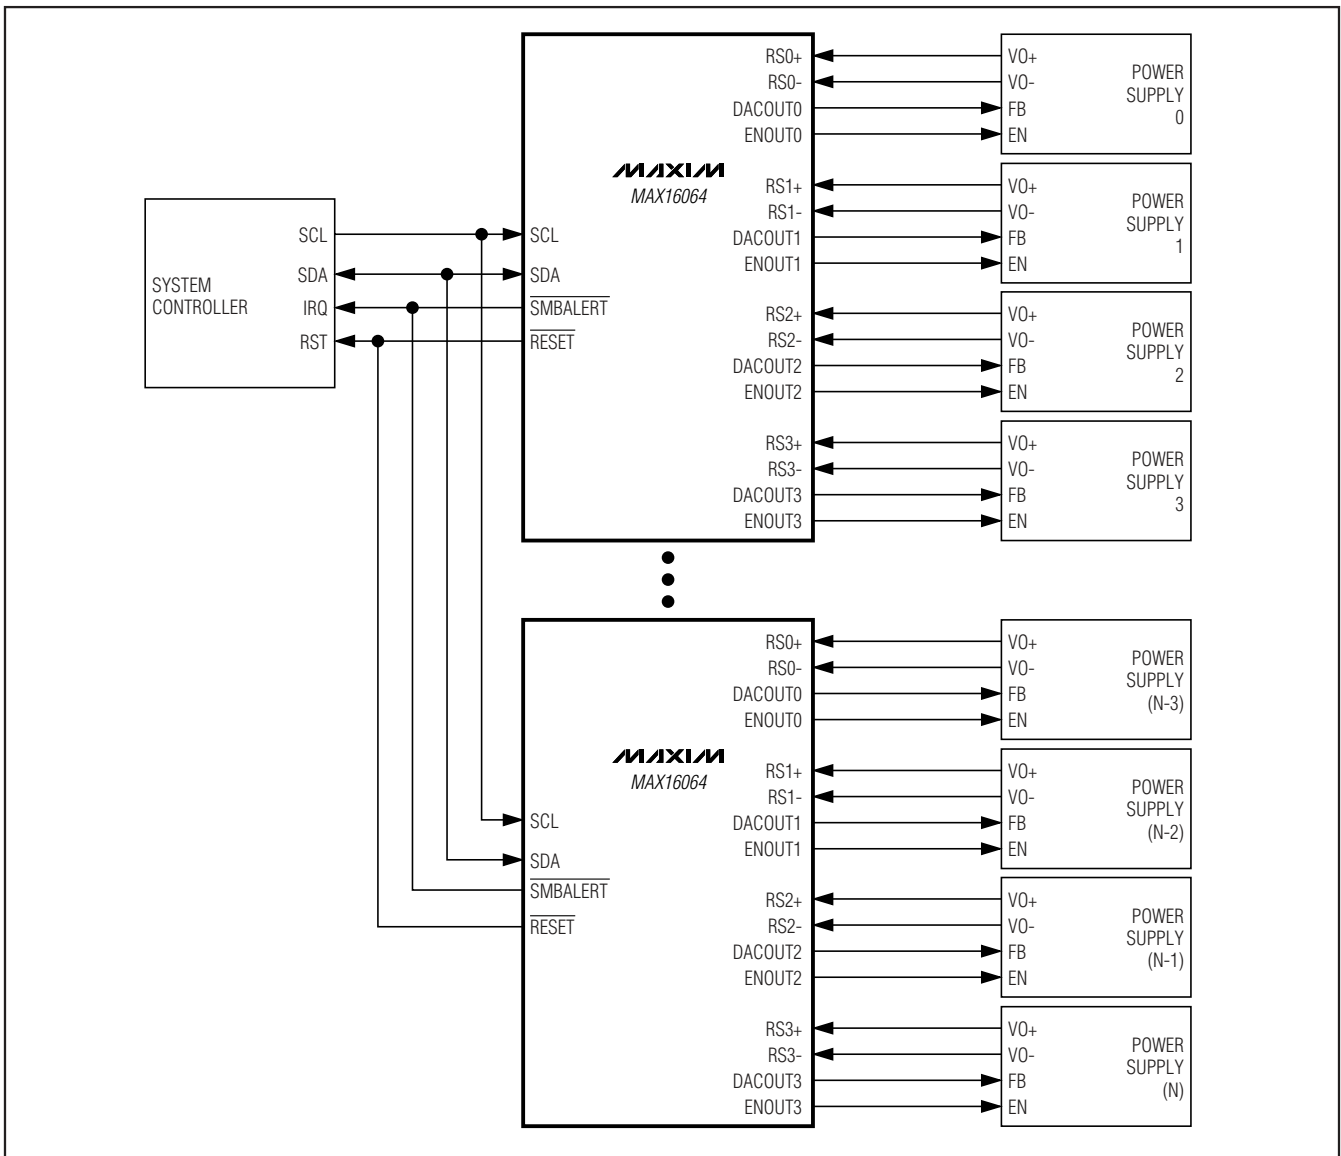 SYSTEM
CONTROLLER
SCL
SDA
IRQ
RST
MAXIM
MAX16064
SCL
SDA
SMBALERT
RESET
RS0+
RS0-
DACOUT0
ENOUT0
RS1+
RS1-
DACOUT1
ENOUT1
RS2+
RS2-
DACOUT2
ENOUT2
RS3+
RS3-
DACOUT3
ENOUT3
VO+
VO-
FB
EN
POWER
SUPPLY
0
VO+
VO-
FB
EN
POWER
SUPPLY
1
VO+
VO-
FB
EN
POWER
SUPPLY
2
VO+
VO-
FB
EN
POWER
SUPPLY
3
MAXIM
MAX16064
SCL
SDA
SMBALERT
RESET
RS0+
RS0-
DACOUT0
ENOUT0
RS1+
RS1-
DACOUT1
ENOUT1
RS2+
RS2-
DACOUT2
ENOUT2
RS3+
RS3-
DACOUT3
ENOUT3
VO+
VO-
FB
EN
POWER
SUPPLY
(N-3)
VO+
VO-
FB
EN
POWER
SUPPLY
(N-2)
VO+
VO-
FB
EN
POWER
SUPPLY
(N-1)
VO+
VO-
FB
EN
POWER
SUPPLY
(N)